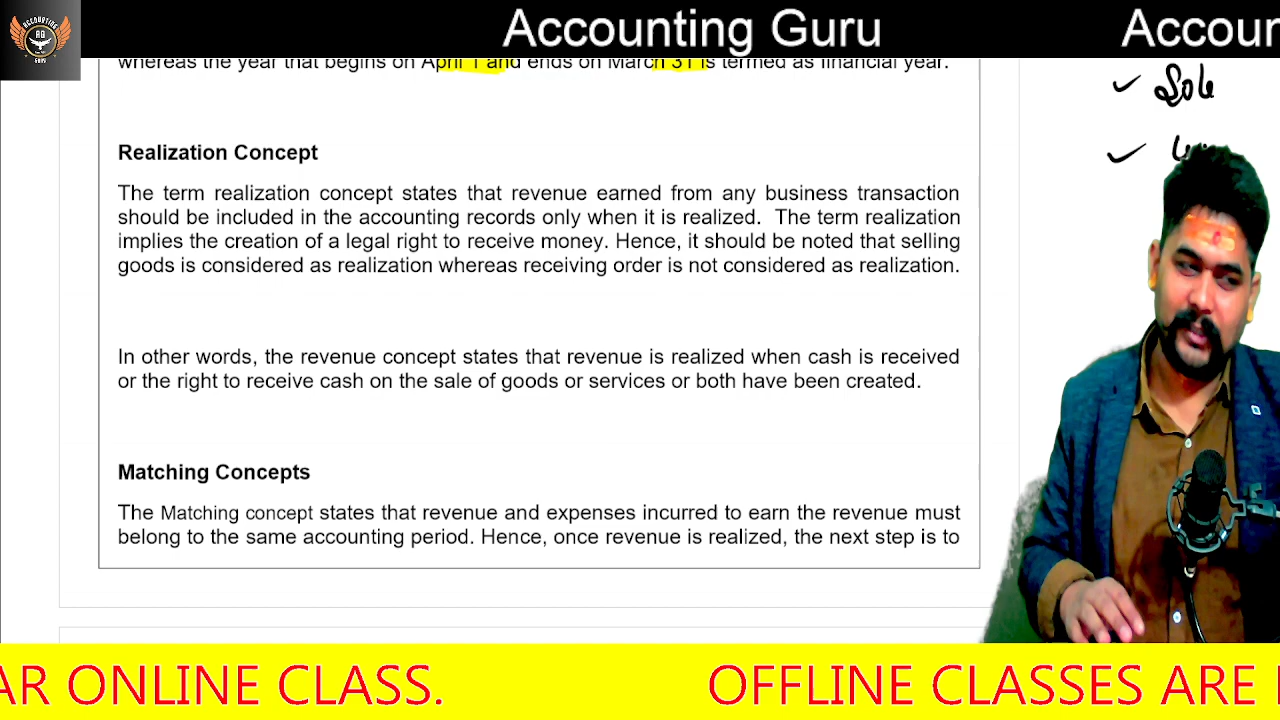 Accounting Guru
Accour
ACCOUNTING
AG
GURU
whereas the year that begins on April 1 and ends on March 31 is termed as financial year.
Sole
Realization Concept
The term realization concept states that revenue earned from any business transaction
should be included in the accounting records only when it is realized. The term realization
implies the creation of a legal right to receive money. Hence, it should be noted that selling
goods is considered as realization whereas receiving order is not considered as realization.
In other words, the revenue concept states that revenue is realized when cash is received
or the right to receive cash on the sale of goods or services or both have been created.
Matching Concepts
The Matching concept states that revenue and expenses incurred to earn the revenue must
belong to the same accounting period. Hence, once revenue is realized, the next step is to
AR ONLINE CLASS.
OFFLINE CLASSES ARE